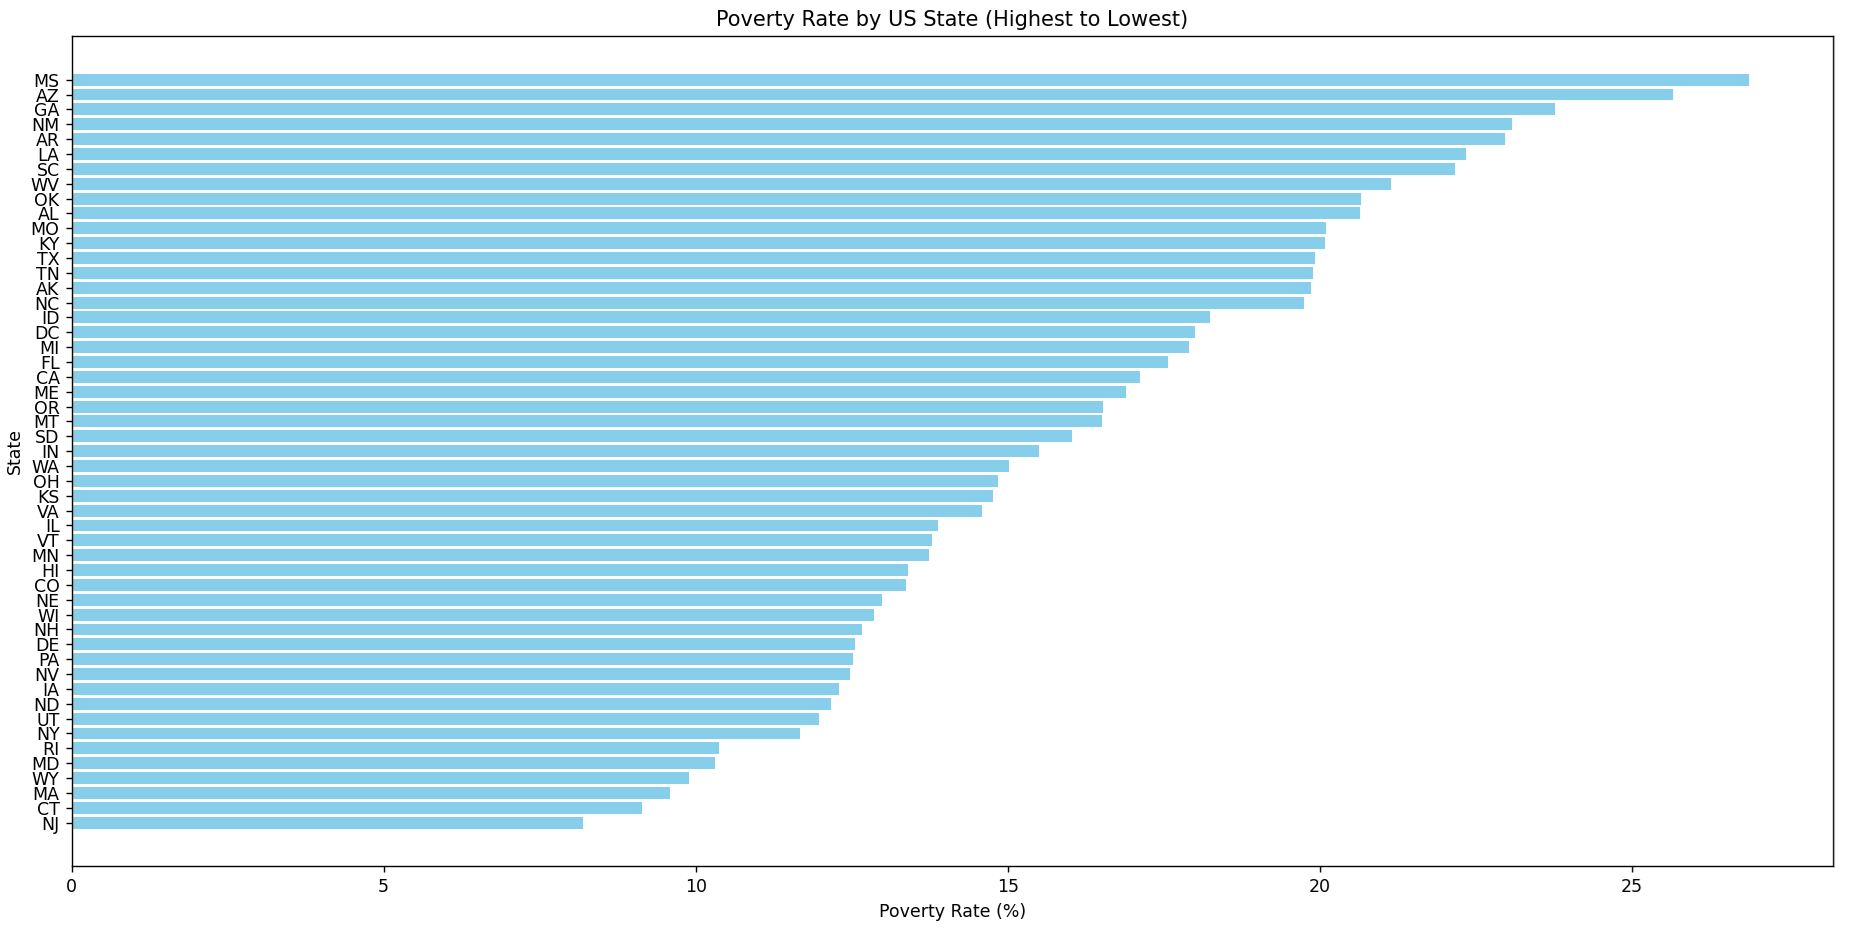 Poverty Rate by US State (Highest to Lowest)
MS
AZ
GA
NM
AR
LA
SC
WV
OK
AL
MO
KY
TX
TN
AK
NC
ID
DC
MI
FL
CA
ME
OR
MT
SD
IN
WA
OH
KS
VA
IL
VT
MN
HI
CO
NE
WI
NH
DE
PA
NV
IA
ND
UT
NY
RI
MD
WY
MA
CT
NJ
State
0 5 10 15 20 25
Poverty Rate (%)